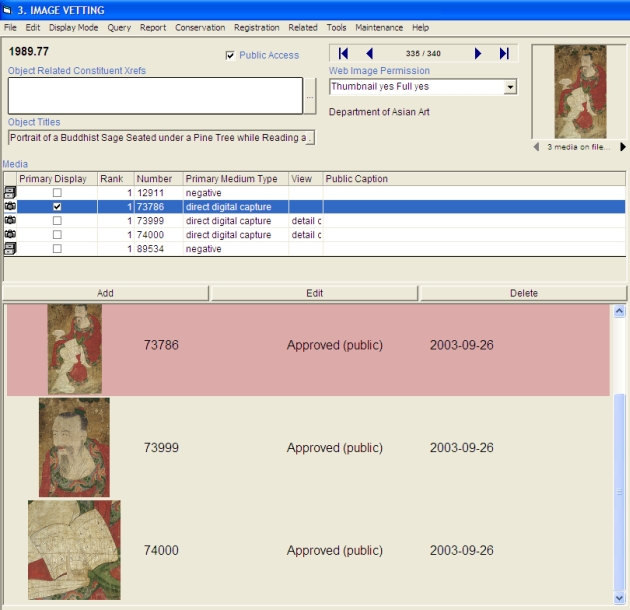 3. IMAGE VETTING
File Edit Display Mode Query Report Conservation Registration Related Tools Maintenance Help
1989.77
Public Access
335 / 340
Object Related Constituent Xrefs
Web Image Permission
...
Thumbnail yes Full yes
Object Titles
Department of Asian Art
Portrait of a Buddhist Sage Seated under a Pine Tree while Reading a
3 media on file...
Media
Primary Display Rank Number Primary Medium Type View Public Caption
1 12911 negative
1 73786 direct digital capture
1 73999 direct digital capture detail c
1 74000 direct digital capture detail c
1 89534 negative
Add Edit Delete
73786 Approved (public) 2003-09-26
73999 Approved (public) 2003-09-26
74000 Approved (public) 2003-09-26